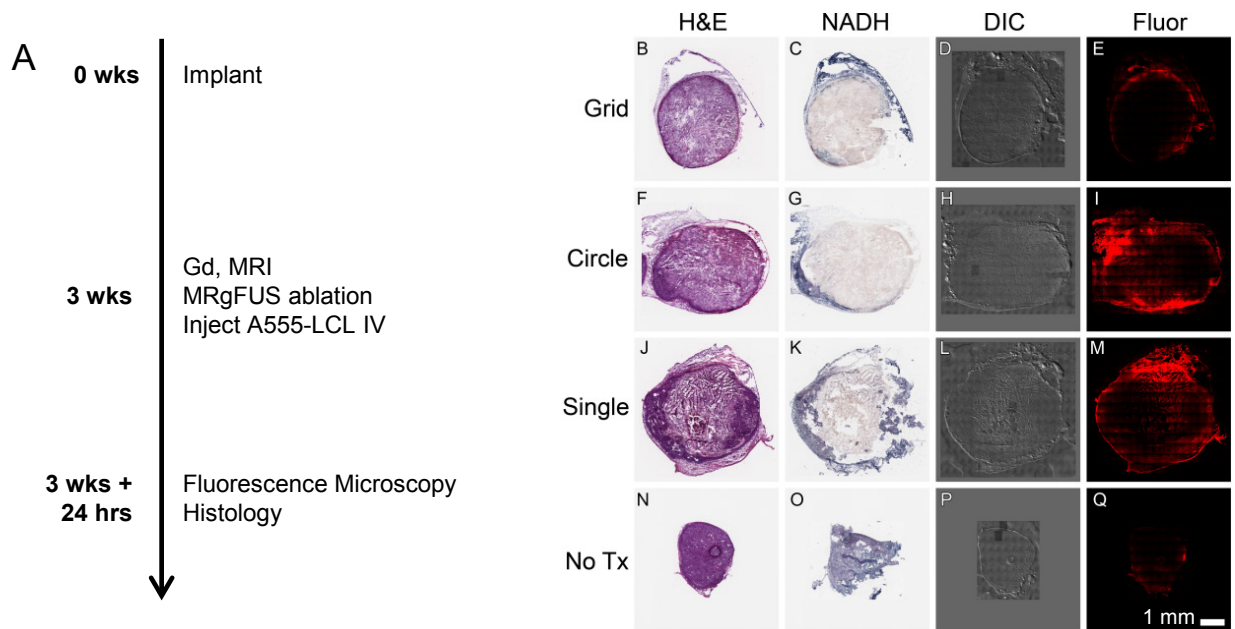 A
0 wks
Implant
3 wks
Gd, MRI
MRgFUS ablation
Inject A555-LCL IV
3 wks +
24 hrs
Fluorescence Microscopy
Histology
H&E NADH DIC Fluor
Grid
B C D E
Circle
F G H I
Single
J K L M
No Tx
N O P Q
1 mm